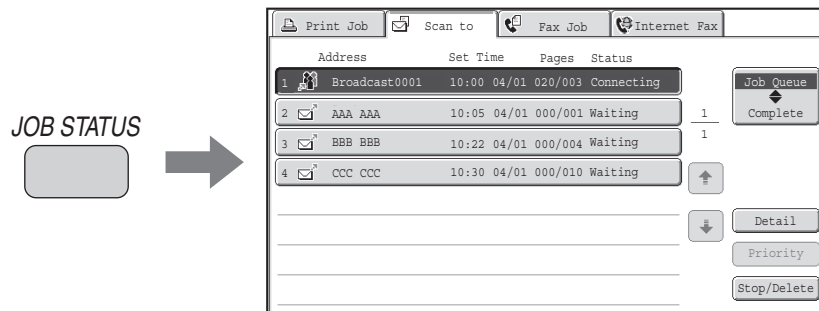 JOB STATUS
Print Job Scan to Fax Job Internet Fax
Address Set Time Pages Status
1 Broadcast0001 10:00 04/01 020/003 Connecting
2 AAA AAA 10:05 04/01 000/001 Waiting
3 BBB BBB 10:22 04/01 000/004 Waiting
4 CCC CCC 10:30 04/01 000/010 Waiting
1
1
Job Queue
Complete
Detail
Priority
Stop/Delete